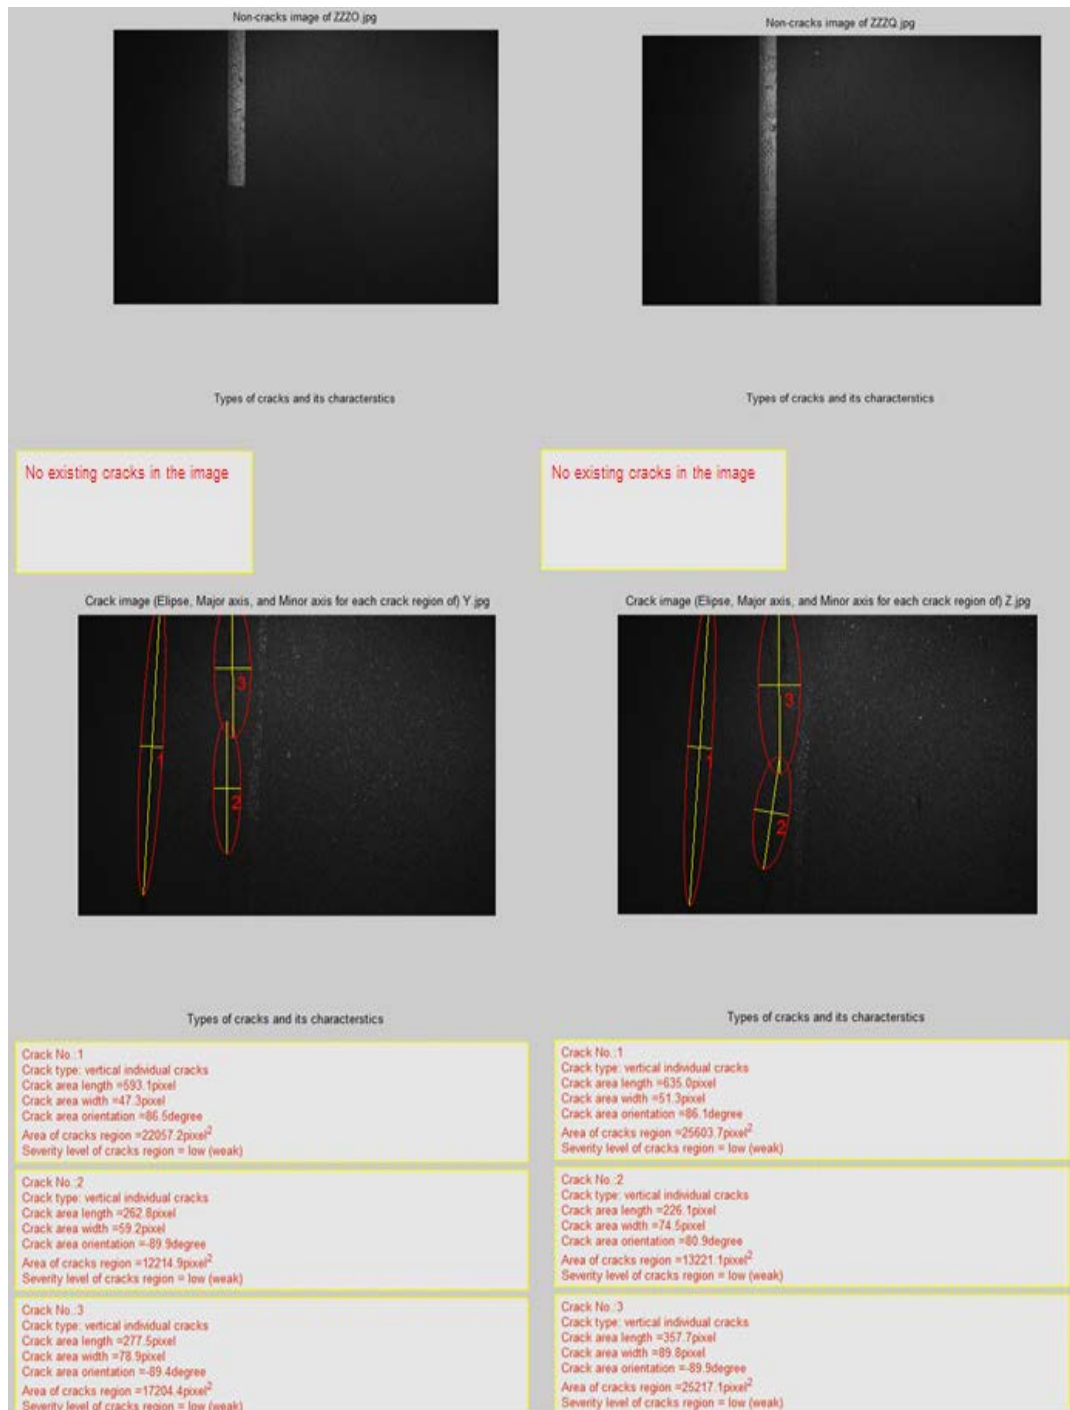 Non-cracks image of ZZZO.jpg
Non-cracks image of ZZZQ.jpg
Types of cracks and its characterstics
Types of cracks and its characterstics
No existing cracks in the image
No existing cracks in the image
Crack image (Elipse, Major axis, and Minor axis for each crack region of) Y.jpg
Crack image (Elipse, Major axis, and Minor axis for each crack region of) Z.jpg
3
1
2
3
1
2
Types of cracks and its characterstics
Crack No.:1
Crack type: vertical individual cracks
Crack area length =593.1pixel
Crack area width =47.3pixel
Crack area orientation =86.5degree
Area of cracks region =22057.2pixel2
Severity level of cracks region = low (weak)
Crack No.:2
Crack type: vertical individual cracks
Crack area length =262.8pixel
Crack area width =59.2pixel
Crack area orientation =-89.9degree
Area of cracks region =12214.9pixel2
Severity level of cracks region = low (weak)
Crack No.:3
Crack type: vertical individual cracks
Crack area length =277.5pixel
Crack area width =78.9pixel
Crack area orientation =-89.4degree
Area of cracks region =17204.4pixel2
Severity level of cracks region = low (weak)
Types of cracks and its characterstics
Crack No.:1
Crack type: vertical individual cracks
Crack area length =635.0pixel
Crack area width =51.3pixel
Crack area orientation =86.1degree
Area of cracks region =25603.7pixel2
Severity level of cracks region = low (weak)
Crack No.:2
Crack type: vertical individual cracks
Crack area length =226.1pixel
Crack area width =74.5pixel
Crack area orientation =80.9degree
Area of cracks region =13221.1pixel2
Severity level of cracks region = low (weak)
Crack No.:3
Crack type: vertical individual cracks
Crack area length =357.7pixel
Crack area width =89.8pixel
Crack area orientation =-89.9degree
Area of cracks region =25217.1pixel2
Severity level of cracks region = low (weak)